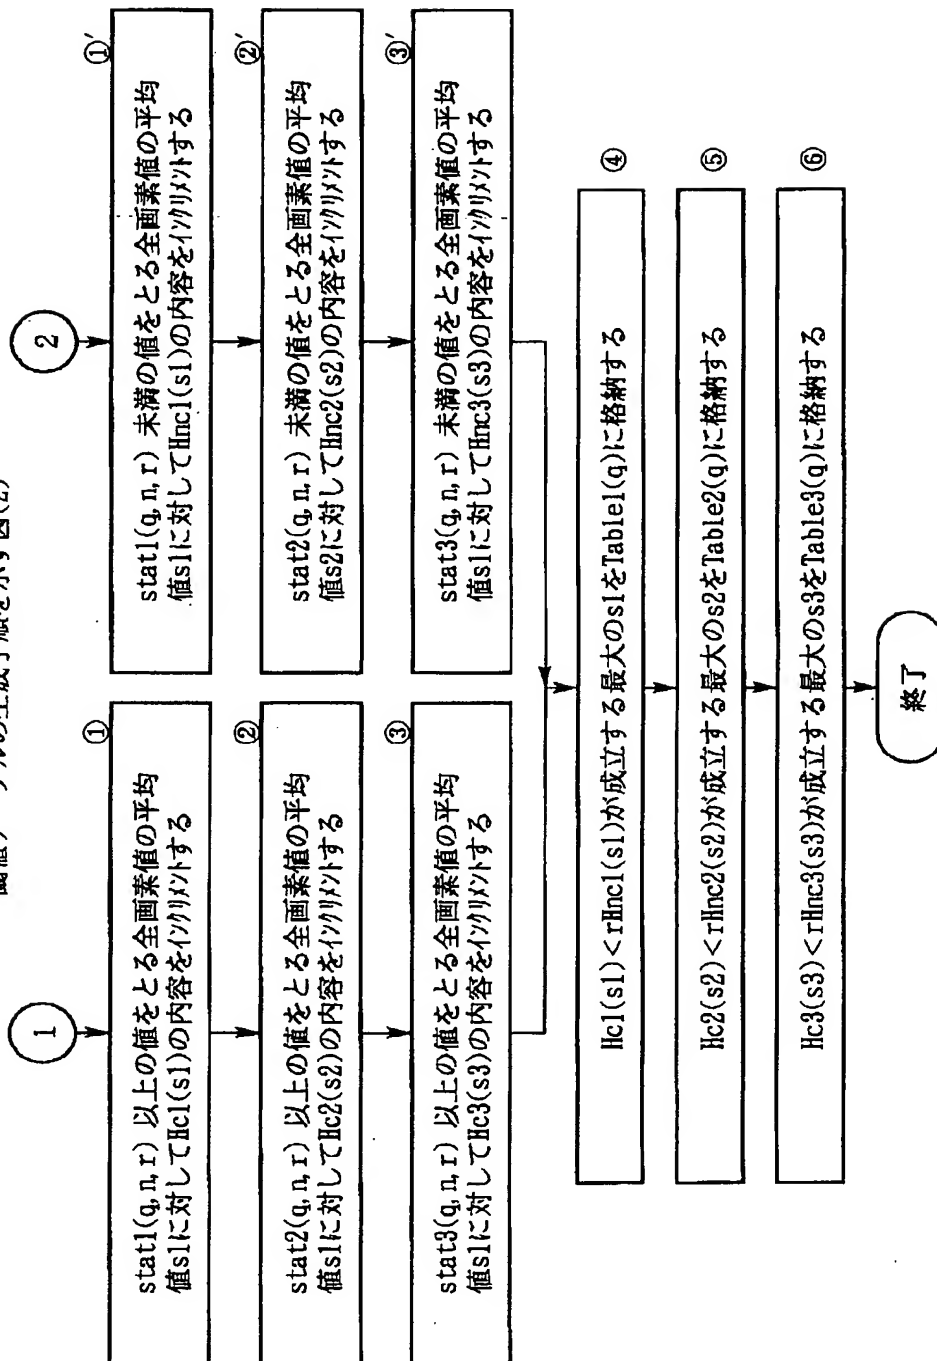 閾値テーブルの生成手順を示す図(2)
1
①
stat1(q,n,r) 以上の値をとる全画素値の平均
値s1に対してHc1(s1)の内容をインクリメントする
②
stat2(q,n,r) 以上の値をとる全画素値の平均
値s1に対してHc2(s2)の内容をインクリメントする
③
stat3(q,n,r) 以上の値をとる全画素値の平均
値s1に対してHc3(s3)の内容をインクリメントする
2
①'
stat1(q,n,r) 未満の値をとる全画素値の平均
値s1に対してHnc1(s1)の内容をインクリメントする
②'
stat2(q,n,r) 未満の値をとる全画素値の平均
値s2に対してHnc2(s2)の内容をインクリメントする
③'
stat3(q,n,r) 未満の値をとる全画素値の平均
値s1に対してHnc3(s3)の内容をインクリメントする
Hc1(s1)<rHnc1(s1)が成立する最大のs1をTable1(q)に格納する ④
Hc2(s2)<rHnc2(s2)が成立する最大のs2をTable2(q)に格納する ⑤
Hc3(s3)<rHnc3(s3)が成立する最大のs3をTable3(q)に格納する ⑥
終了